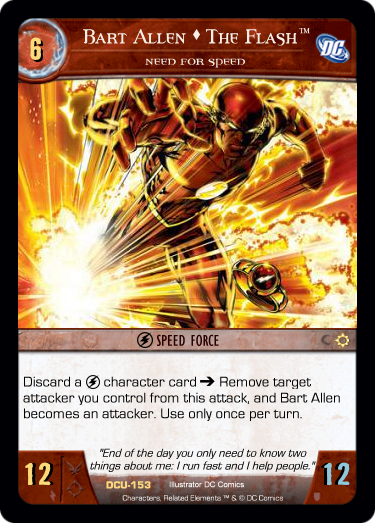 6
Bart Allen ♦ The Flash™
DC
NEED FOR SPEED
SPEED FORCE
Discard a character card ➔ Remove target
attacker you control from this attack, and Bart Allen
becomes an attacker. Use only once per turn.
"End of the day you only need to know two
things about me: I run fast and I help people."
12
DCU-153 Illustrator DC Comics
12
Characters, Related Elements ™ & © DC Comics